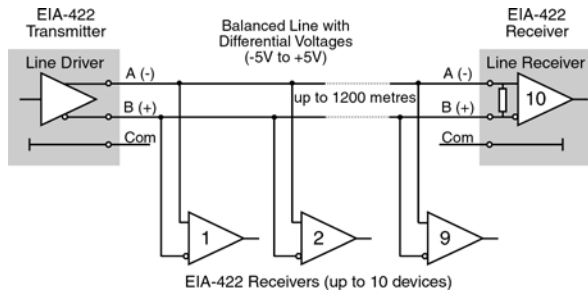 EIA-422
Transmitter
Balanced Line with
Differential Voltages
(-5V to +5V)
EIA-422
Receiver
Line Driver
A (-)
A (-)
Line Receiver
up to 1200 metres
10
B (+)
B (+)
Com
Com
1
2
9
EIA-422 Receivers (up to 10 devices)